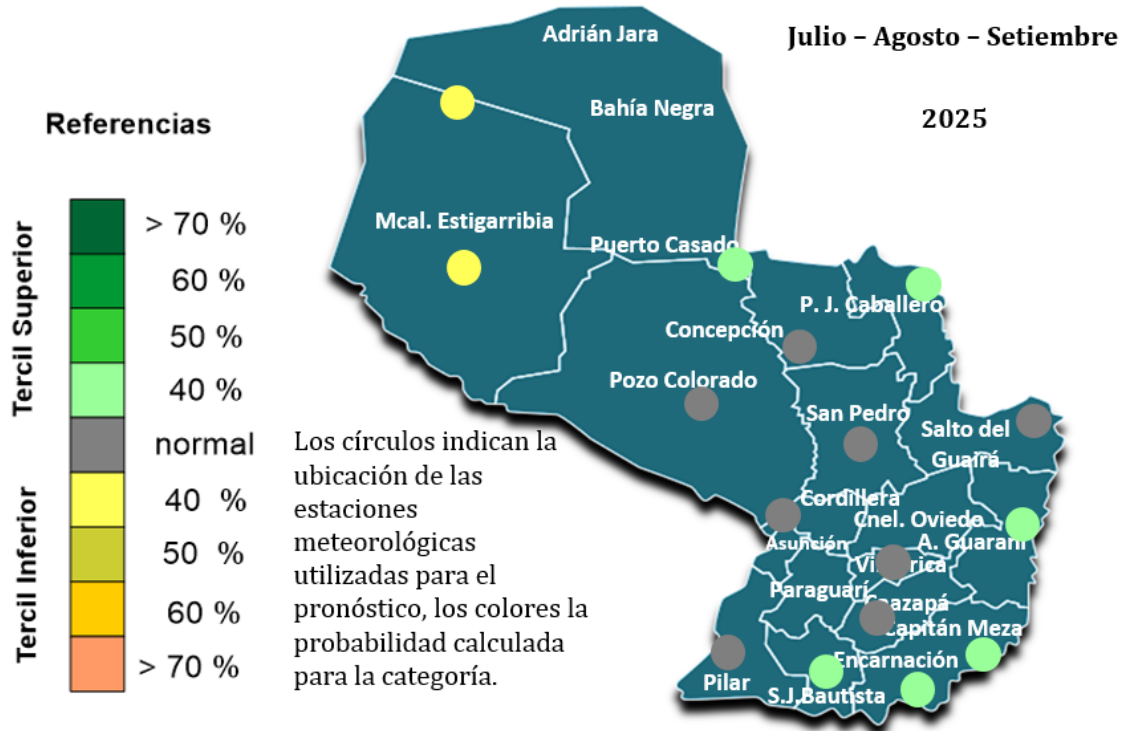 Julio – Agosto – Setiembre
2025
Referencias
Tercil Superior
> 70 %
60 %
50 %
40 %
normal
Tercil Inferior
40 %
50 %
60 %
> 70 %
Los círculos indican la
ubicación de las
estaciones
meteorológicas
utilizadas para el
pronóstico, los colores la
probabilidad calculada
para la categoría.
Adrián Jara
Bahía Negra
Mcal. Estigarribia
Puerto Casado
P. J. Caballero
Concepción
Pozo Colorado
San Pedro
Salto del
Guairá
Cordillera
Cnel. Oviedo
Asunción
A. Guaraní
Paraguarí
Capitán Meza
Encarnación
Pilar
S.J,Bautista